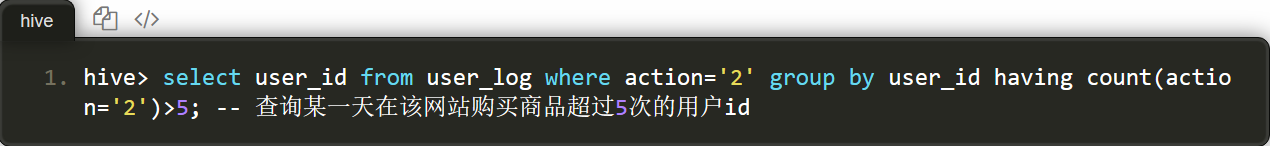 hive
</>
1. hive> select user_id from user_log where action='2' group by user_id having count(actio
n='2')>5; -- 查询某一天在该网站购买商品超过5次的用户id